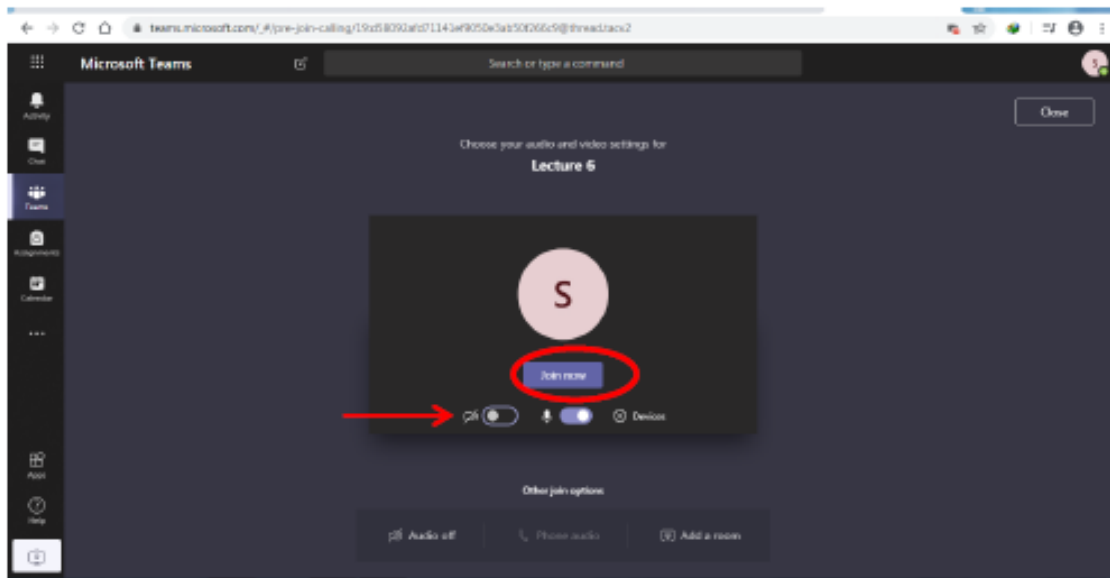 Microsoft Teams
Search or type a command
S
Activity
Chat
Teams
Assignments
Calendar
Apps
Help
Close
Choose your audio and video settings for
Lecture 6
S
Join now
Devices
Other join options
Audio off
Phone audio
Add a room